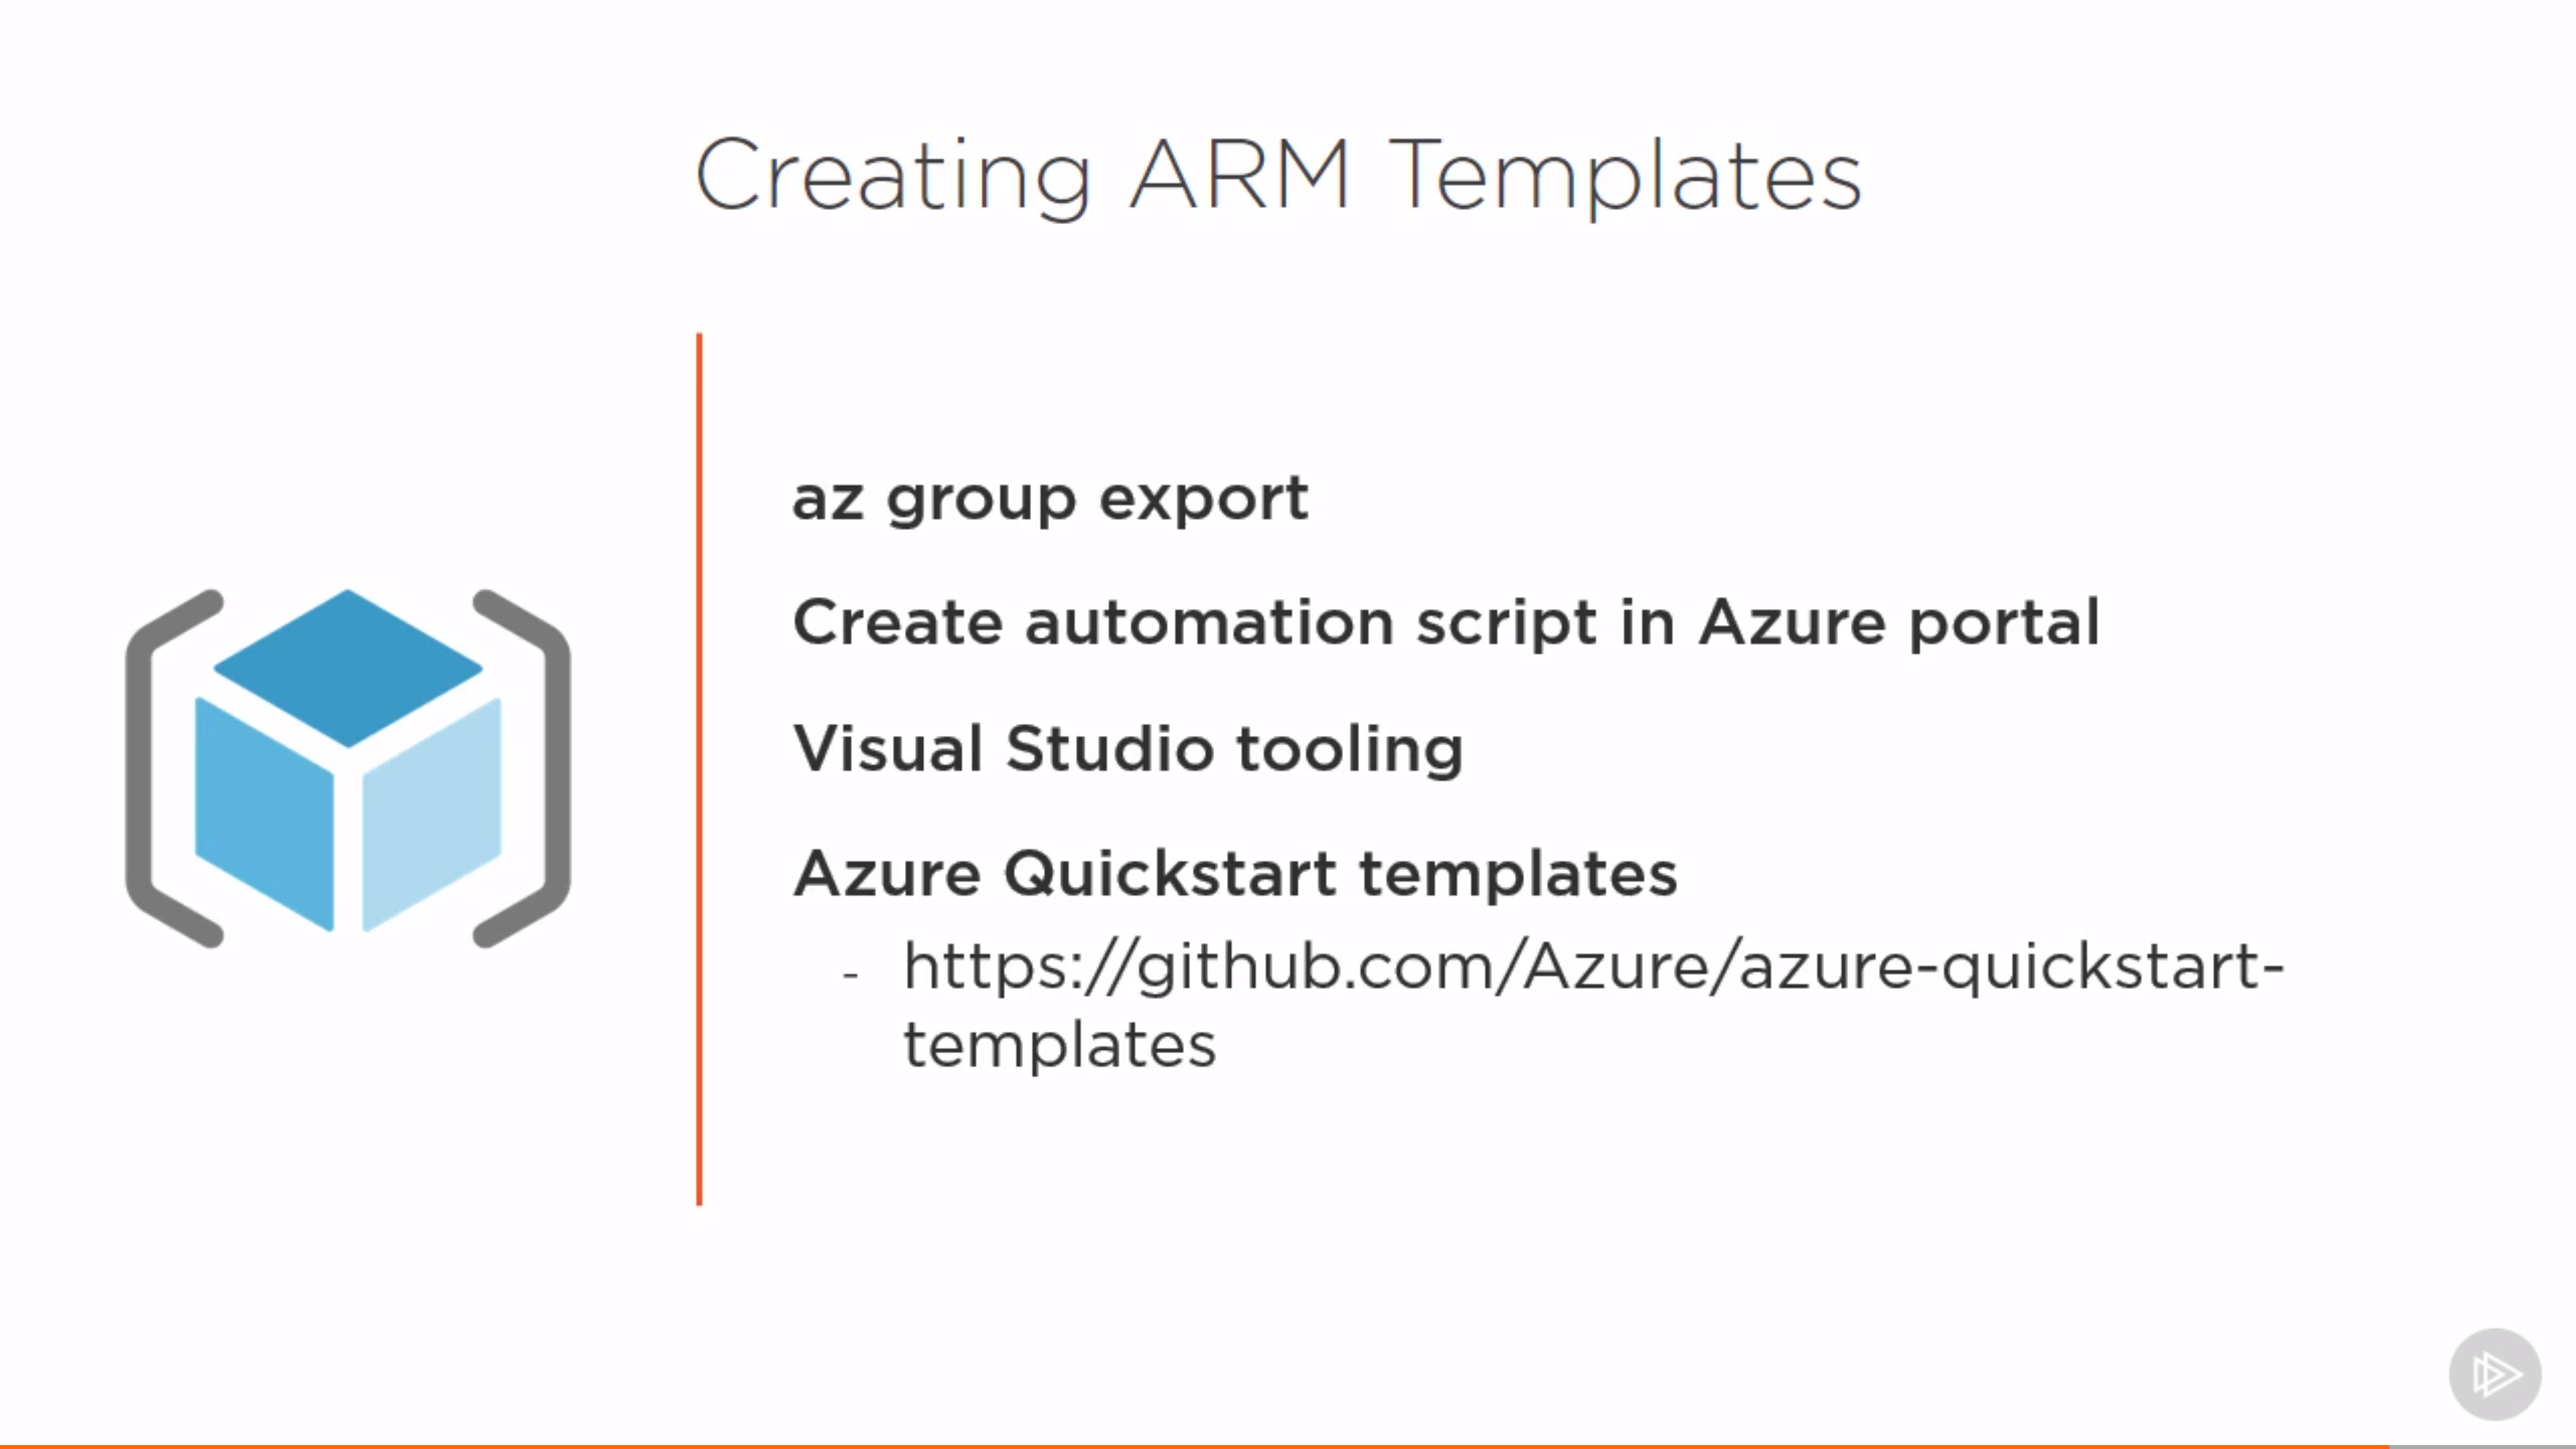 Creating ARM Templates
az group export
Create automation script in Azure portal
Visual Studio tooling
Azure Quickstart templates
- https://github.com/Azure/azure-quickstart-
templates